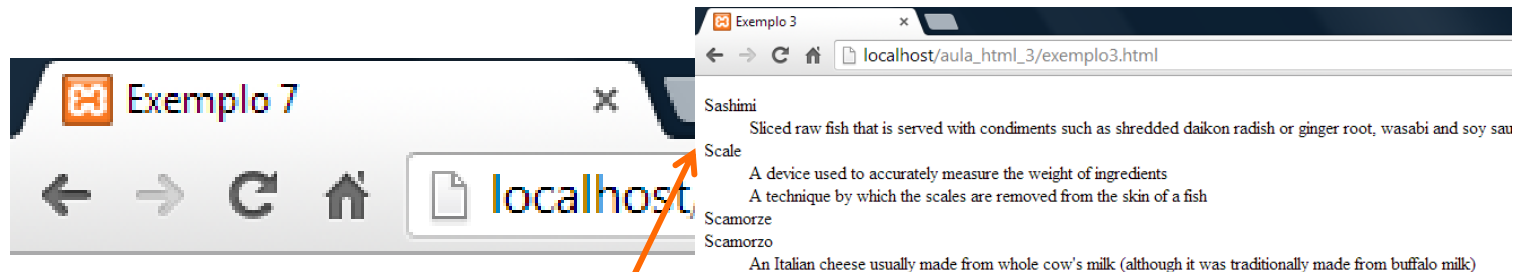 Exemplo 7
localhost/
Exemplo 3
localhost/aula_html_3/exemplo3.html
Sashimi
Sliced raw fish that is served with condiments such as shredded daikon radish or ginger root, wasabi and soy
Scale
A device used to accurately measure the weight of ingredients
A technique by which the scales are removed from the skin of a fish
Scamorze
Scamorzo
An Italian cheese usually made from whole cow's milk (although it was traditionally made from buffalo milk)